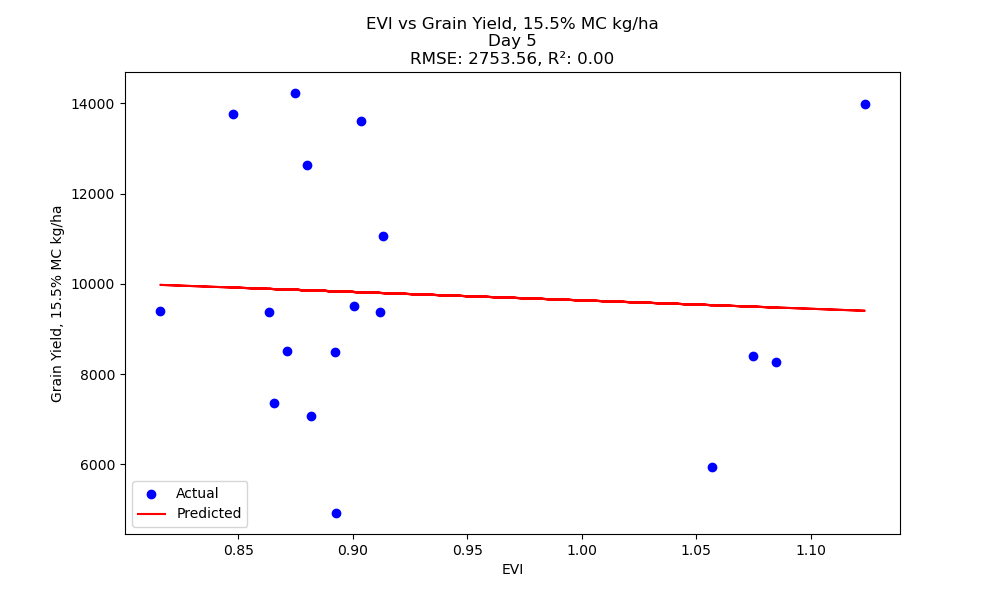 EVI vs Grain Yield, 15.5% MC kg/ha
Day 5
RMSE: 2753.56, R²: 0.00
Grain Yield, 15.5% MC kg/ha
14000
12000
10000
8000
6000
Actual
Predicted
0.85
0.90
0.95
1.00
1.05
1.10
EVI